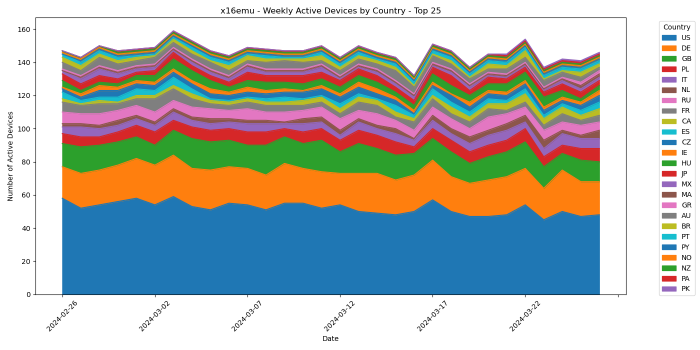 x16emu - Weekly Active Devices by Country - Top 25
Number of Active Devices
160
140
120
100
80
60
40
20
0
2024-02-26
2024-03-02
2024-03-07
2024-03-12
2024-03-17
2024-03-22
Date
Country
US
DE
GB
PL
IT
NL
RU
FR
CA
ES
CZ
IE
HU
JP
MX
MA
GR
AU
BR
PT
PY
NO
NZ
PA
PK